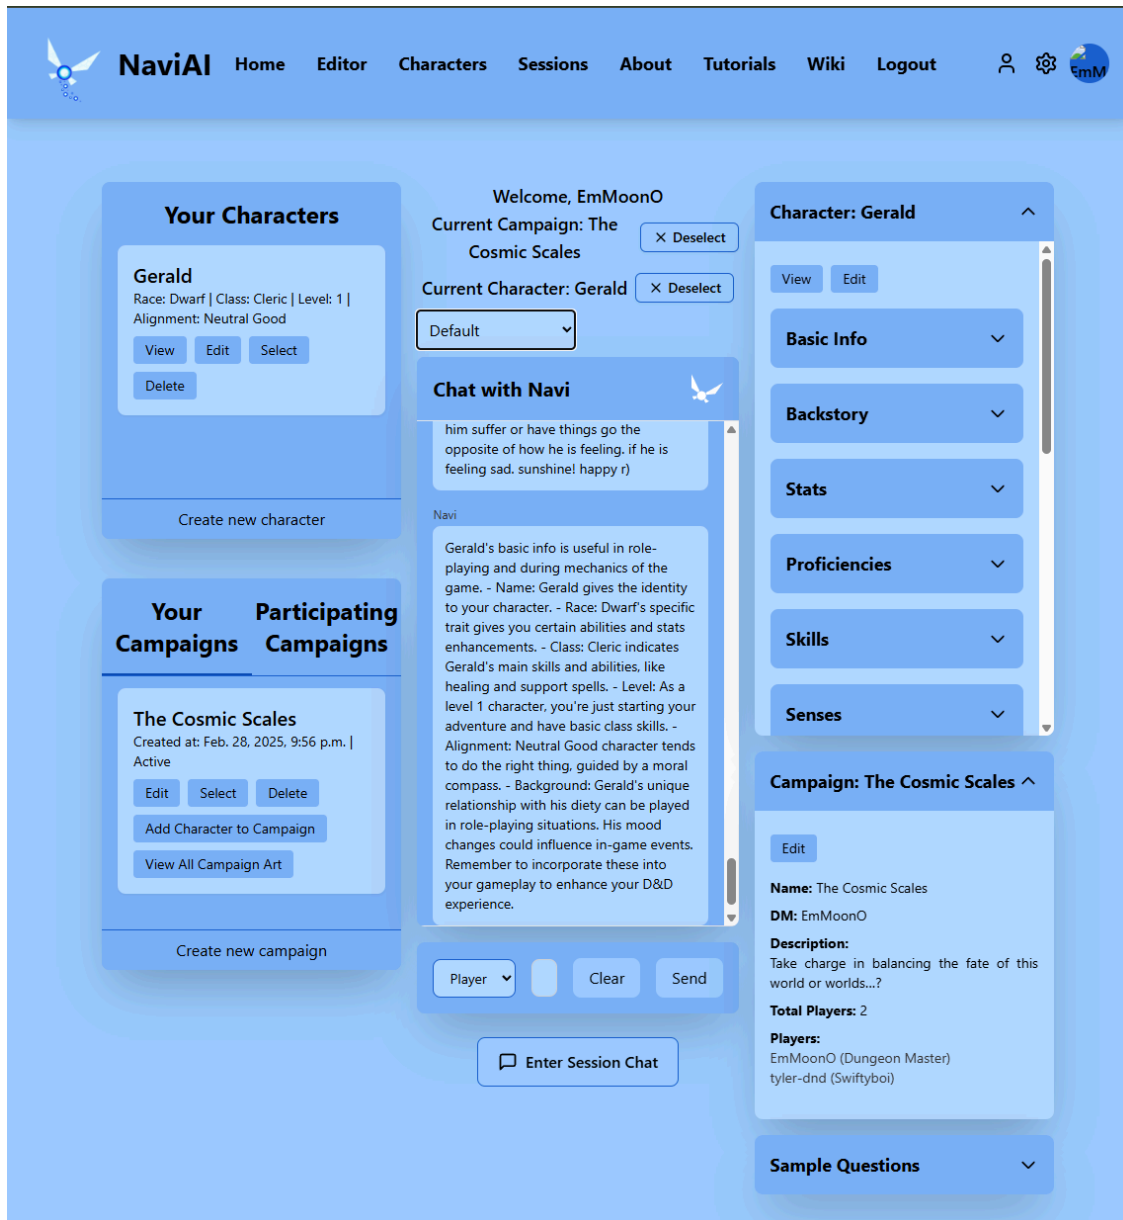 NaviAI Home Editor Characters Sessions About Tutorials Wiki Logout EmM
Your Characters
Gerald
Race: Dwarf | Class: Cleric | Level: 1 |
Alignment: Neutral Good
View Edit Select
Delete
Create new character
Your
Campaigns
Participating
Campaigns
The Cosmic Scales
Created at: Feb. 28, 2025, 9:56 p.m. |
Active
Edit Select Delete
Add Character to Campaign
View All Campaign Art
Create new campaign
Welcome, EmMoonO
Current Campaign: The
Cosmic Scales
Deselect
Current Character: Gerald
Deselect
Default
Chat with Navi
him suffer or have things go the
opposite of how he is feeling. if he is
feeling sad. sunshine! happy r)
Navi
Gerald's basic info is useful in role-
playing and during mechanics of the
game. - Name: Gerald gives the identity
to your character. - Race: Dwarf's specific
trait gives you certain abilities and stats
enhancements. - Class: Cleric indicates
Gerald's main skills and abilities, like
healing and support spells. - Level: As a
level 1 character, you're just starting your
adventure and have basic class skills. -
Alignment: Neutral Good character tends
to do the right thing, guided by a moral
compass. - Background: Gerald's unique
relationship with his diety can be played
in role-playing situations. His mood
changes could influence in-game events.
Remember to incorporate these into
your gameplay to enhance your D&D
experience.
Player Clear Send
Enter Session Chat
Character: Gerald
View Edit
Basic Info
Backstory
Stats
Proficiencies
Skills
Senses
Campaign: The Cosmic Scales
Edit
Name: The Cosmic Scales
DM: EmMoonO
Description:
Take charge in balancing the fate of this
world or worlds...?
Total Players: 2
Players:
EmMoonO (Dungeon Master)
tyler-dnd (Swiftyboi)
Sample Questions